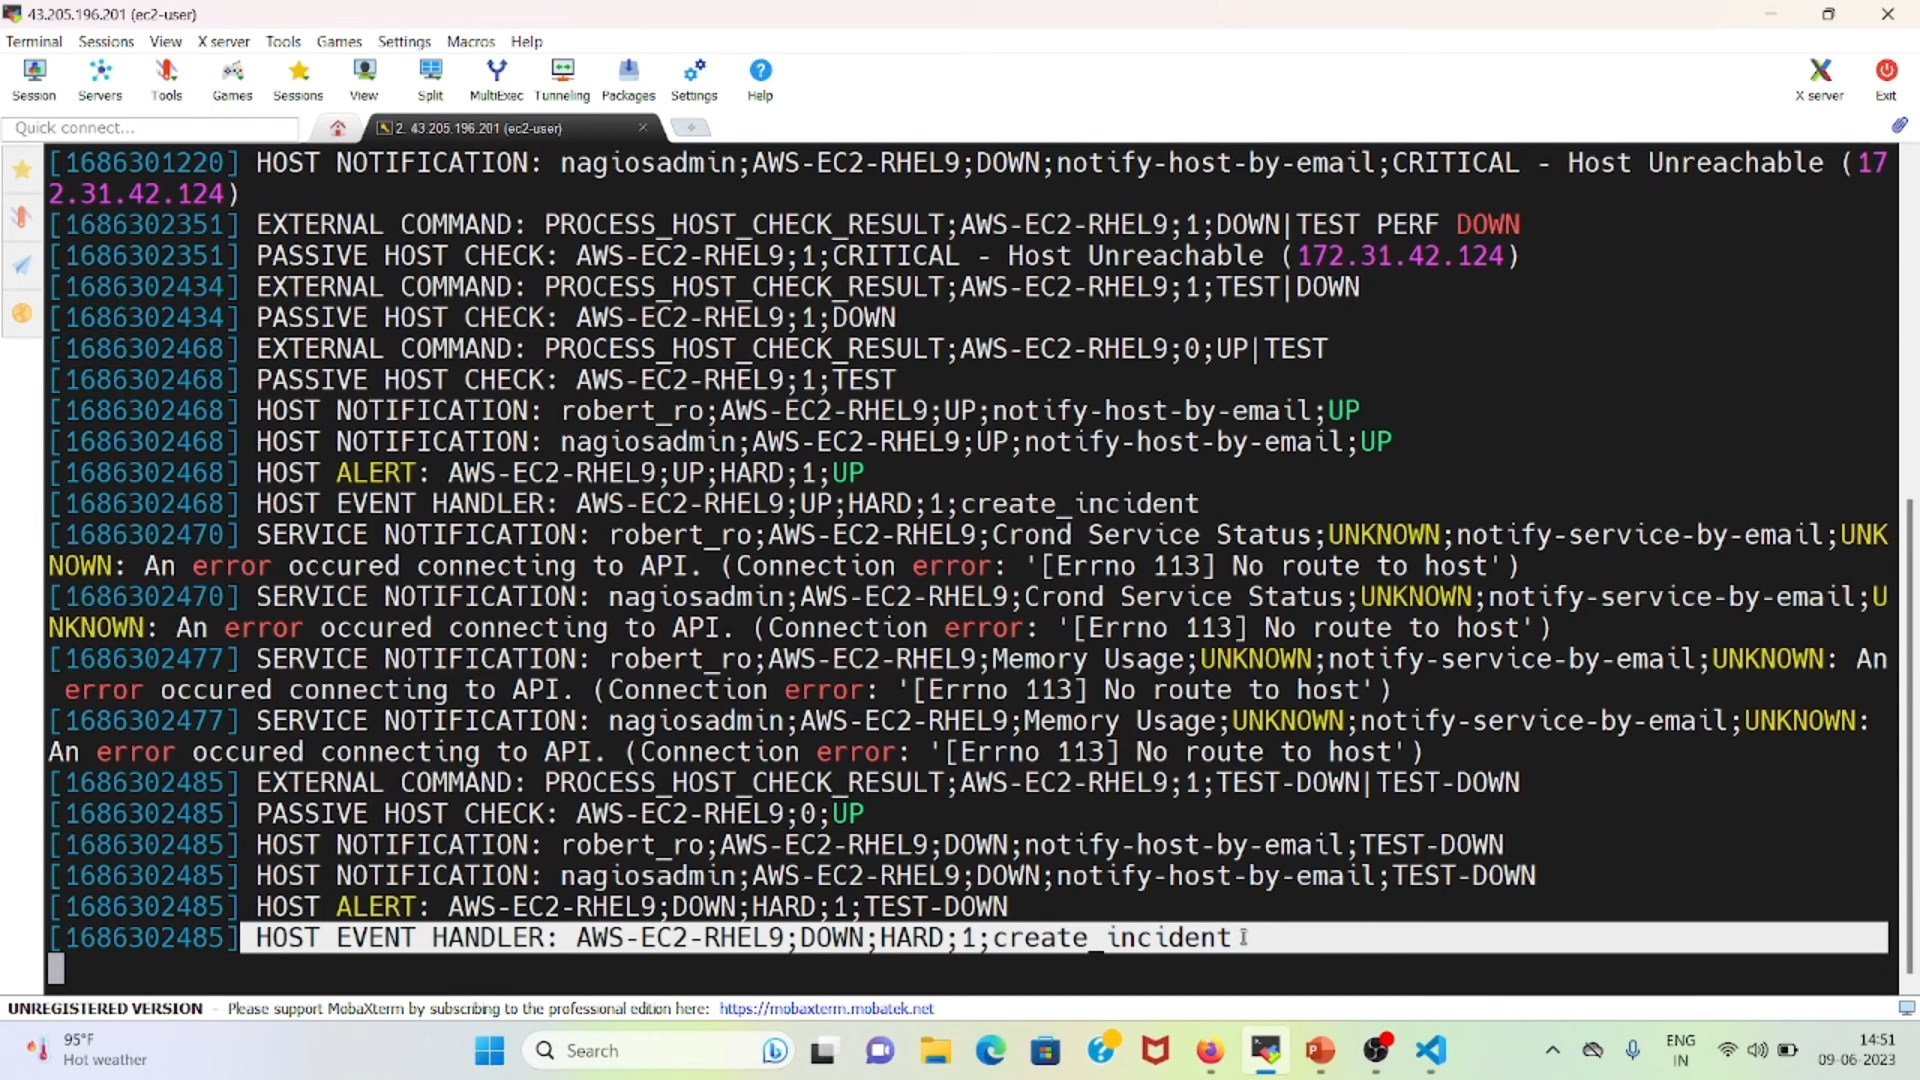 43.205.196.201 (ec2-user)
Terminal Sessions View X server Tools Games Settings Macros Help
Session Servers Tools Games Sessions View Split MultiExec Tunneling Packages Settings Help X server Exit
Quick connect... 2. 43.205.196.201 (ec2-user)
[1686301220] HOST NOTIFICATION: nagiosadmin;AWS-EC2-RHEL9;DOWN;notify-host-by-email;CRITICAL - Host Unreachable (17
2.31.42.124)
[1686302351] EXTERNAL COMMAND: PROCESS_HOST_CHECK_RESULT;AWS-EC2-RHEL9;1;DOWN|TEST PERF DOWN
[1686302351] PASSIVE HOST CHECK: AWS-EC2-RHEL9;1;CRITICAL - Host Unreachable (172.31.42.124)
[1686302434] EXTERNAL COMMAND: PROCESS_HOST_CHECK_RESULT;AWS-EC2-RHEL9;1;TEST|DOWN
[1686302434] PASSIVE HOST CHECK: AWS-EC2-RHEL9;1;DOWN
[1686302468] EXTERNAL COMMAND: PROCESS_HOST_CHECK_RESULT;AWS-EC2-RHEL9;0;UP|TEST
[1686302468] PASSIVE HOST CHECK: AWS-EC2-RHEL9;1;TEST
[1686302468] HOST NOTIFICATION: robert_ro;AWS-EC2-RHEL9;UP;notify-host-by-email;UP
[1686302468] HOST NOTIFICATION: nagiosadmin;AWS-EC2-RHEL9;UP;notify-host-by-email;UP
[1686302468] HOST ALERT: AWS-EC2-RHEL9;UP;HARD;1;UP
[1686302468] HOST EVENT HANDLER: AWS-EC2-RHEL9;UP;HARD;1;create_incident
[1686302470] SERVICE NOTIFICATION: robert_ro;AWS-EC2-RHEL9;Crond Service Status;UNKNOWN;notify-service-by-email;UNK
NOWN: An error occured connecting to API. (Connection error: '[Errno 113] No route to host')
[1686302470] SERVICE NOTIFICATION: nagiosadmin;AWS-EC2-RHEL9;Crond Service Status;UNKNOWN;notify-service-by-email;U
NKNOWN: An error occured connecting to API. (Connection error: '[Errno 113] No route to host')
[1686302477] SERVICE NOTIFICATION: robert_ro;AWS-EC2-RHEL9;Memory Usage;UNKNOWN;notify-service-by-email;UNKNOWN: An
error occured connecting to API. (Connection error: '[Errno 113] No route to host')
[1686302477] SERVICE NOTIFICATION: nagiosadmin;AWS-EC2-RHEL9;Memory Usage;UNKNOWN;notify-service-by-email;UNKNOWN:
An error occured connecting to API. (Connection error: '[Errno 113] No route to host')
[1686302485] EXTERNAL COMMAND: PROCESS_HOST_CHECK_RESULT;AWS-EC2-RHEL9;1;TEST-DOWN|TEST-DOWN
[1686302485] PASSIVE HOST CHECK: AWS-EC2-RHEL9;0;UP
[1686302485] HOST NOTIFICATION: robert_ro;AWS-EC2-RHEL9;DOWN;notify-host-by-email;TEST-DOWN
[1686302485] HOST NOTIFICATION: nagiosadmin;AWS-EC2-RHEL9;DOWN;notify-host-by-email;TEST-DOWN
[1686302485] HOST ALERT: AWS-EC2-RHEL9;DOWN;HARD;1;TEST-DOWN
[1686302485] HOST EVENT HANDLER: AWS-EC2-RHEL9;DOWN;HARD;1;create_incident
UNREGISTERED VERSION - Please support MobaXterm by subscribing to the professional edition here: https://mobaxterm.mobatek.net
95°F
Hot weather
Search
ENG
IN
14:51
09-06-2023